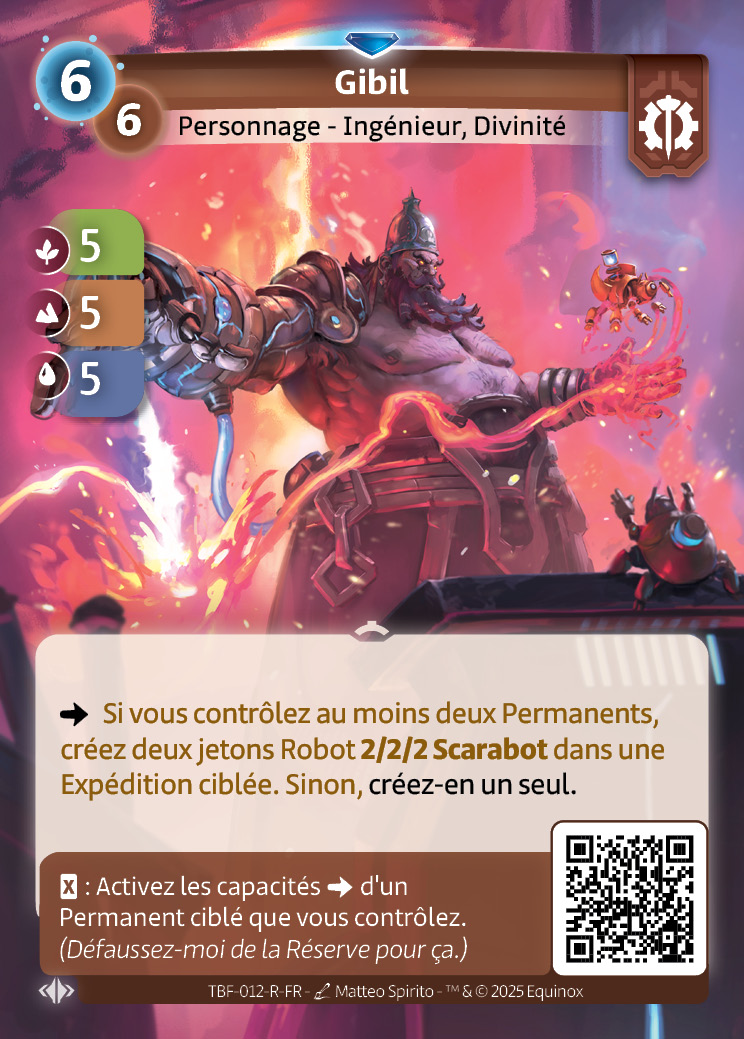 6
Gibil
6
Personnage - Ingénieur, Divinité
5
5
5
Si vous contrôlez au moins deux Permanents,
créez deux jetons Robot 2/2/2 Scarabot dans une
Expédition ciblée. Sinon, créez-en un seul.
X : Activez les capacités → d'un
Permanent ciblé que vous contrôlez.
(Défaussez-moi de la Réserve pour ça.)
TBF-012-R-FR - Matteo Spirito - ™ & © 2025 Equinox